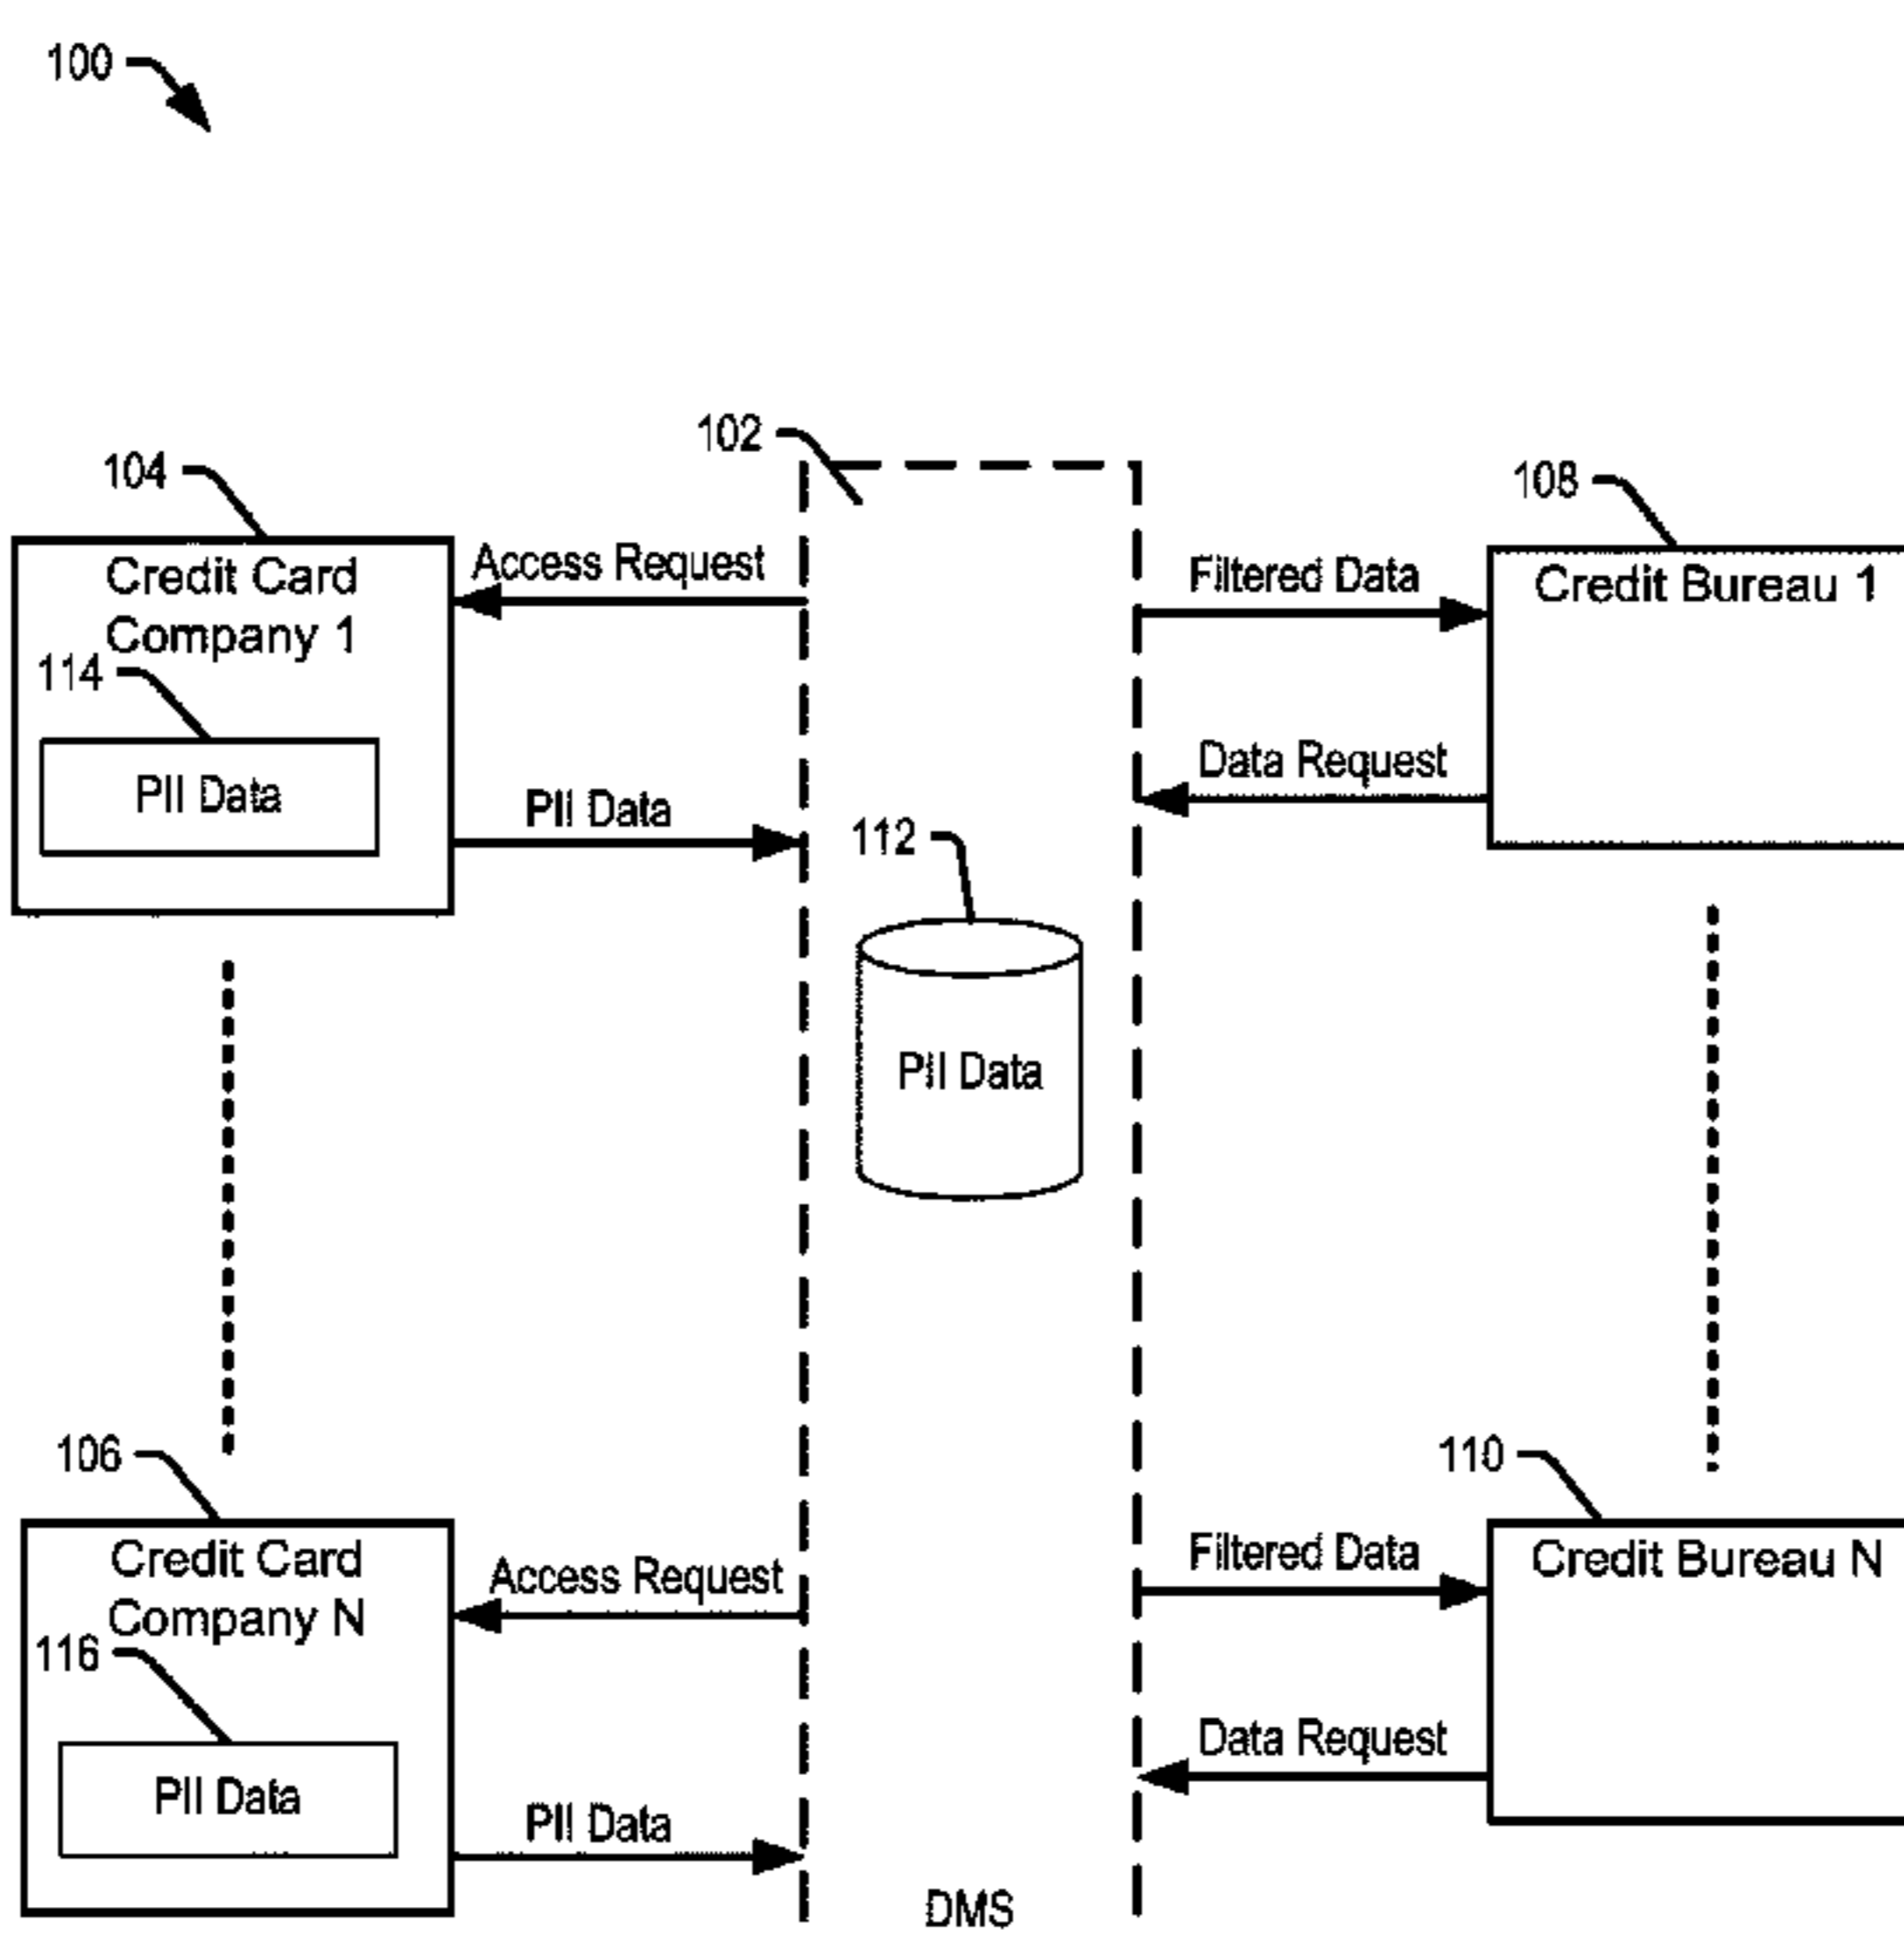 100
102
104
108
Credit Card
Company 1
Access Request
Filtered Data
Credit Bureau 1
114
PII Data
PII Data
Data Request
112
PII Data
106
110
Credit Card
Company N
Access Request
Filtered Data
Credit Bureau N
116
PII Data
PII Data
Data Request
DMS